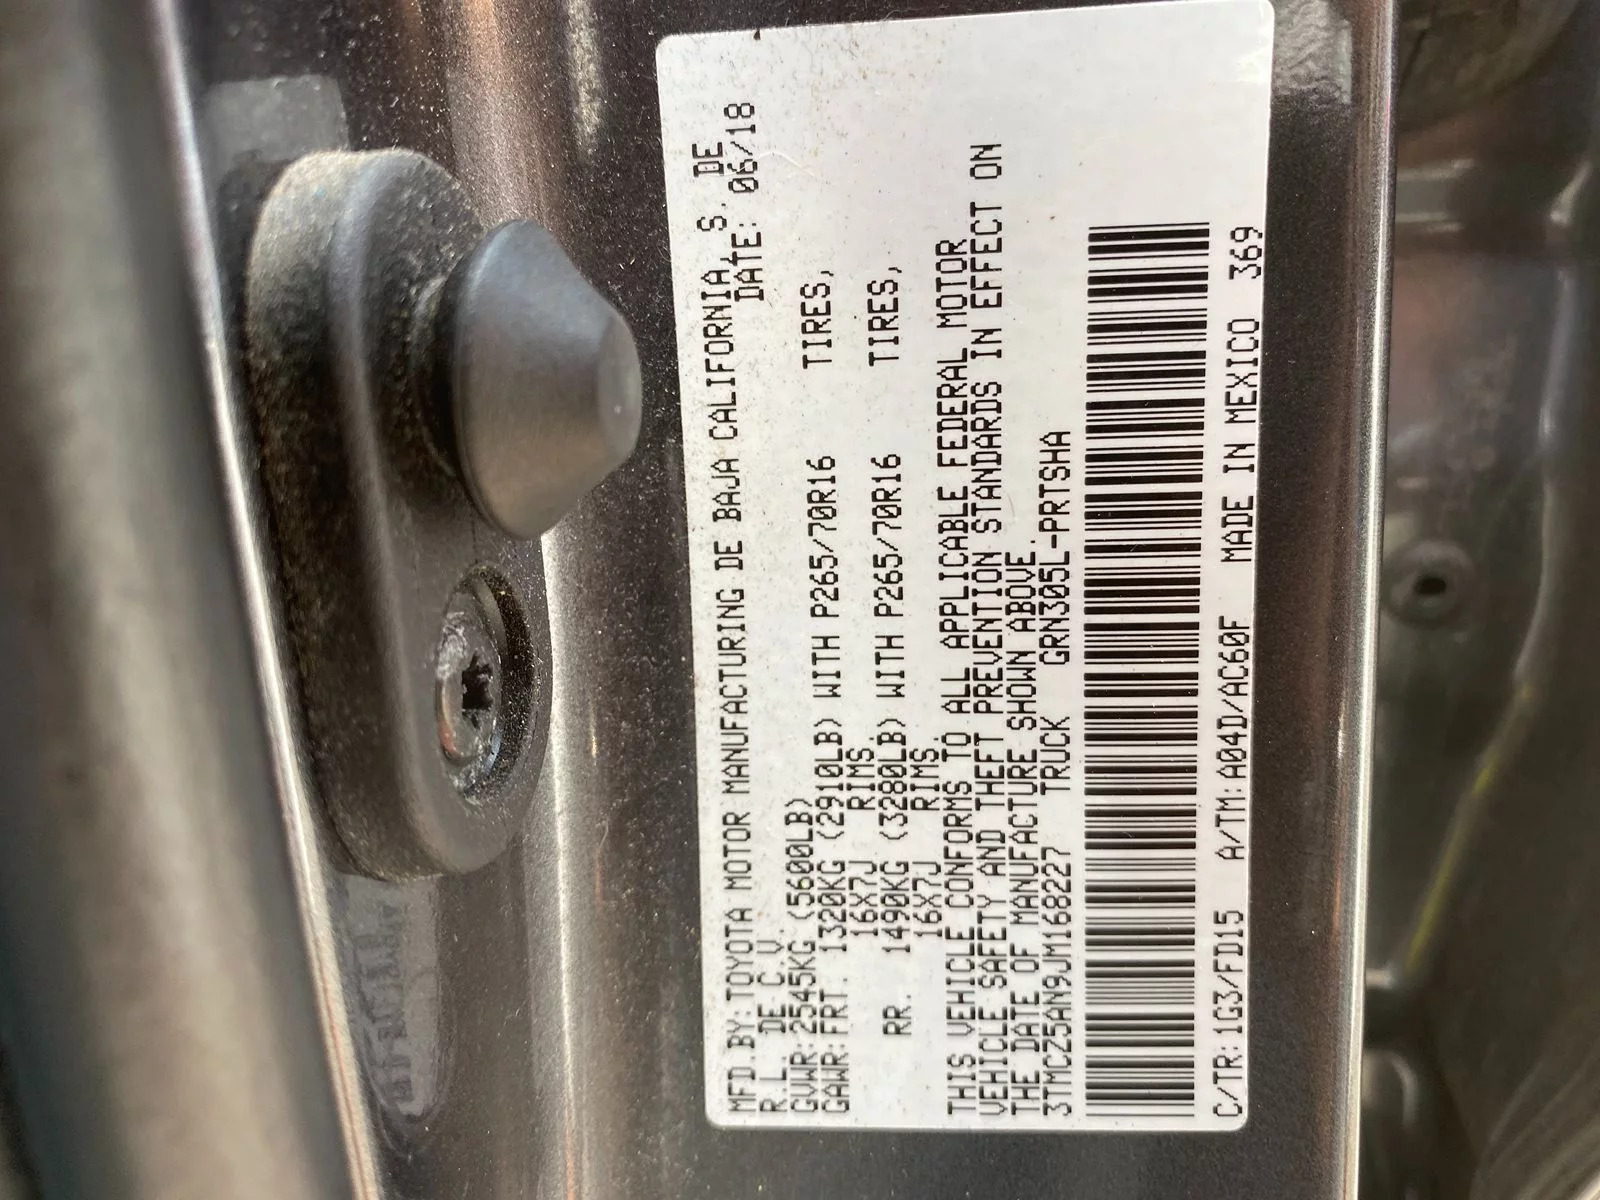 MFD.BY:TOYOTA MOTOR MANUFACTURING DE BAJA CALIFORNIA, S. DE
R.L. DE C.V. DATE: 06/18
GVWR:2545KG (5600LB)
GAWR:FRT. 1320KG (2910LB) WITH P265/70R16 TIRES,
16X7J RIMS,
RR. 1490KG (3280LB) WITH P265/70R16 TIRES,
16X7J RIMS,
THIS VEHICLE CONFORMS TO ALL APPLICABLE FEDERAL MOTOR
VEHICLE SAFETY AND THEFT PREVENTION STANDARDS IN EFFECT ON
THE DATE OF MANUFACTURE SHOWN ABOVE.
3TMCZ5AN9JM168227 TRUCK GRN305L-PRTSHA
C/TR:1G3/FD15 A/TM:A04D/AC60F MADE IN MEXICO 369